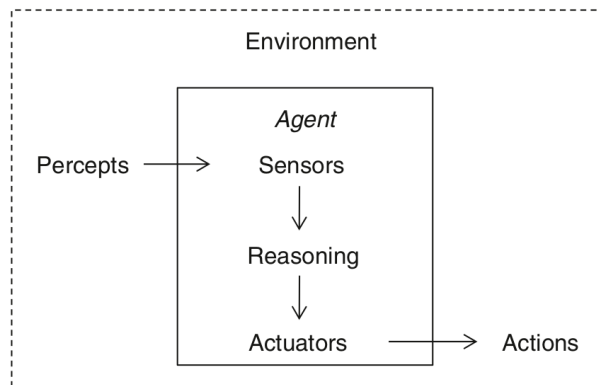 Environment
Agent
Percepts
Sensors
Reasoning
Actuators
Actions